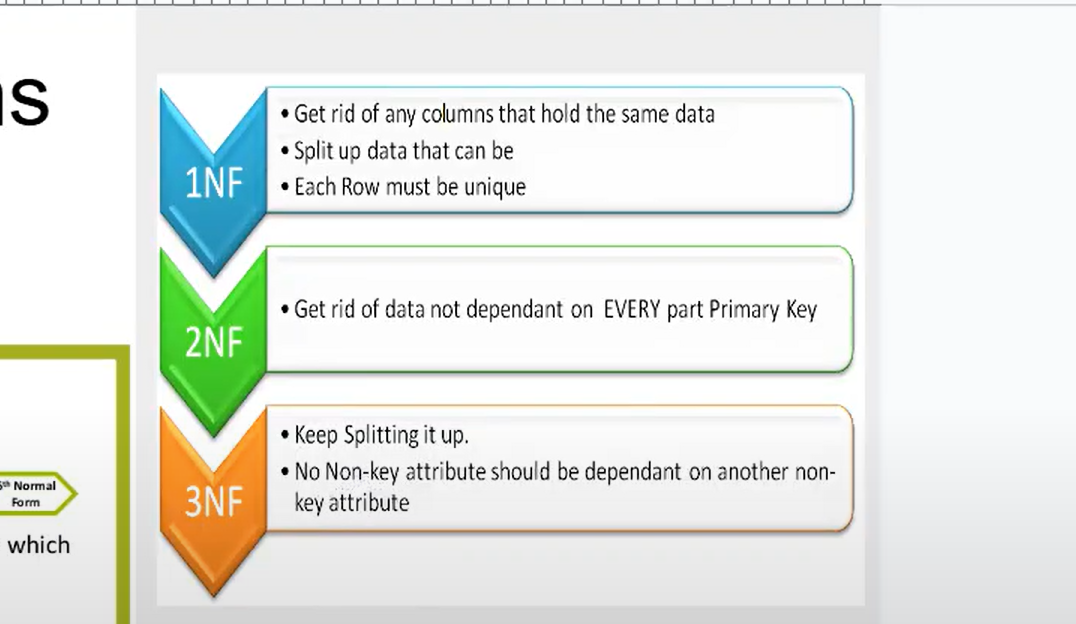 ns
1NF
• Get rid of any columns that hold the same data
• Split up data that can be
• Each Row must be unique
2NF
• Get rid of data not dependant on EVERY part Primary Key
3NF
• Keep Splitting it up.
• No Non-key attribute should be dependant on another non-
key attribute
Normal
Form
which